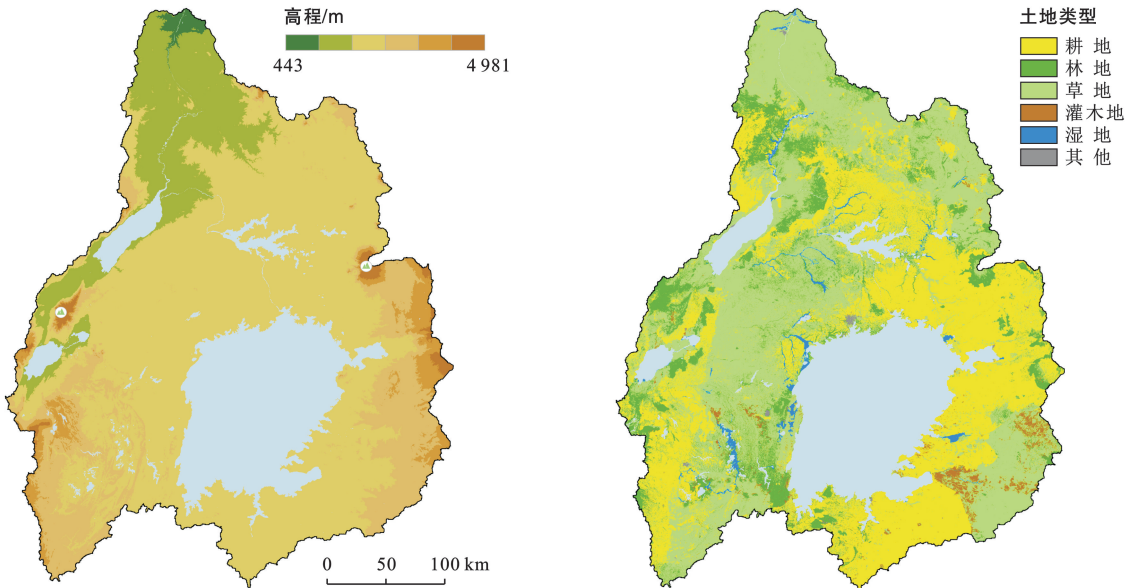 高程/m
443 4 981
0 50 100 km
土地类型
耕 地
林 地
草 地
灌木地
湿 地
其 他